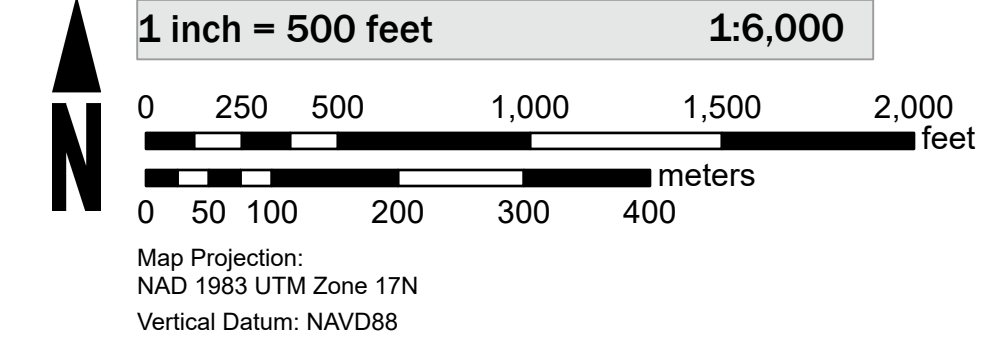 N
1 inch = 500 feet 1:6,000
0 250 500 1,000 1,500 2,000
feet
meters
0 50 100 200 300 400
Map Projection:
NAD 1983 UTM Zone 17N
Vertical Datum: NAVD88